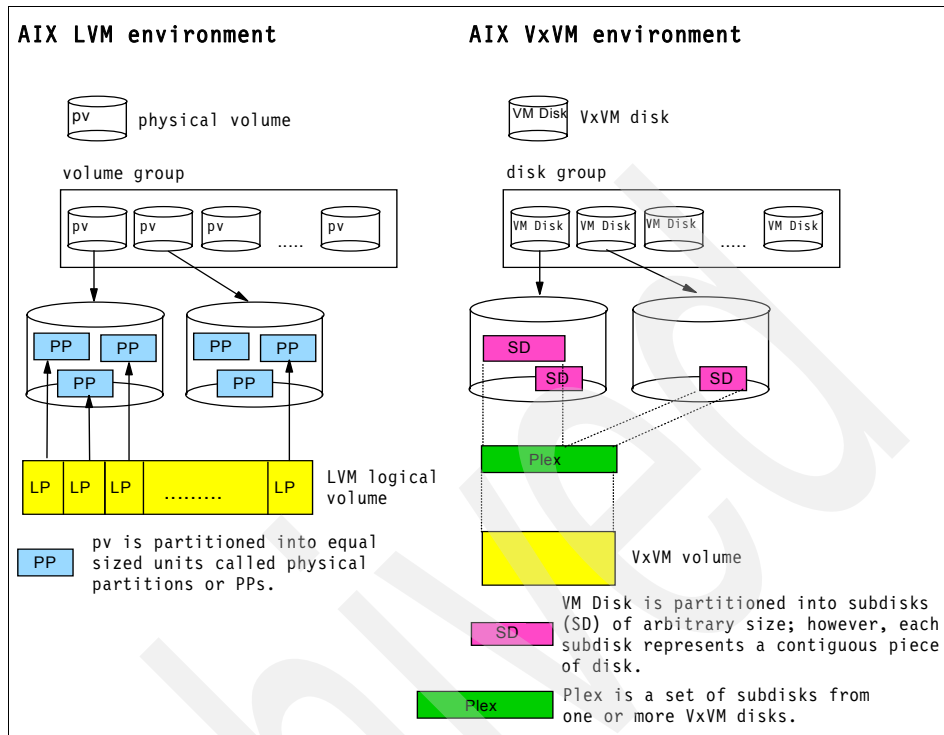 AIX LVM environment
pv
physical volume
volume group
pv pv pv ..... pv
PP PP
PP
PP PP
PP
LP LP LP ......... LP
LVM logical
volume
PP
pv is partitioned into equal
sized units called physical
partitions or PPs.
AIX VxVM environment
VM Disk
VxVM disk
disk group
VM Disk VM Disk VM Disk ..... VM Disk
SD
SD
SD
Plex
VxVM volume
SD
VM Disk is partitioned into subdisks
(SD) of arbitrary size; however, each
subdisk represents a contiguous piece
of disk.
Plex
Plex is a set of subdisks from
one or more VxVM disks.
hived